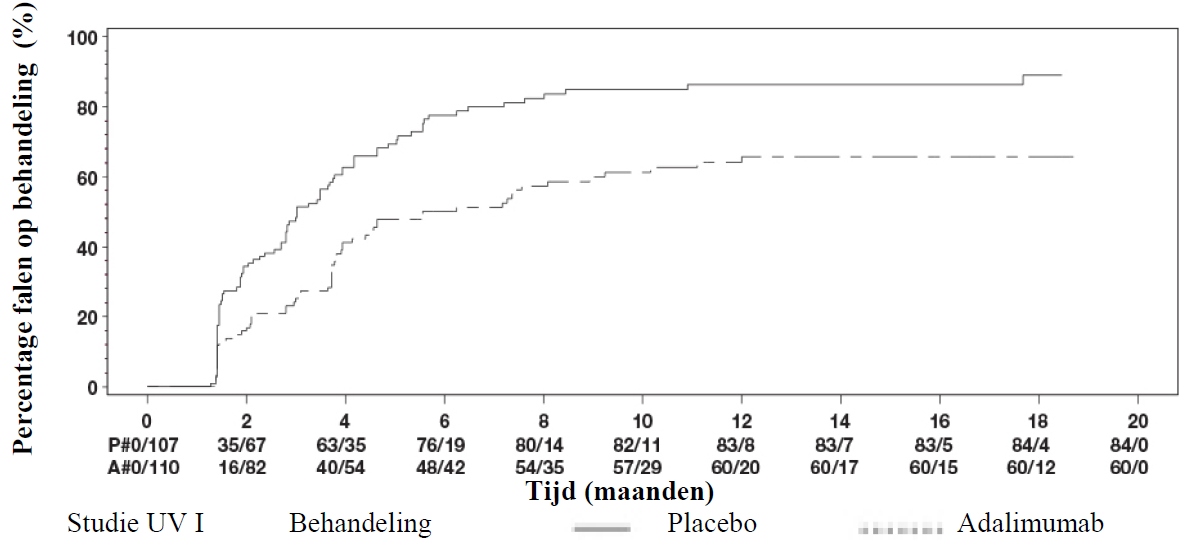 Percentage falen op behandeling (%)
100
80
60
40
20
0
0 2 4 6 8 10 12 14 16 18 20
P#0/107 35/67 63/35 76/19 80/14 82/11 83/8 83/7 83/5 84/4 84/0
A#0/110 16/82 40/54 48/42 54/35 57/29 60/20 60/17 60/15 60/12 60/0
Tijd (maanden)
Studie UV I Behandeling Placebo Adalimumab